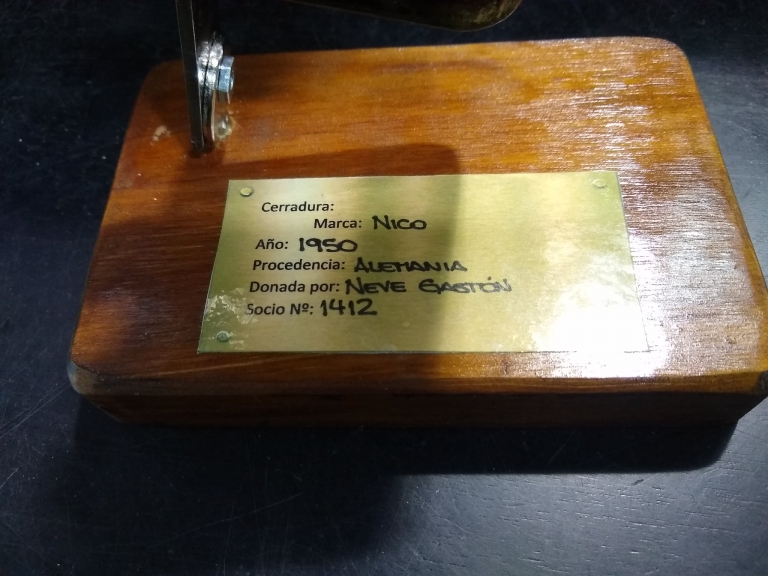 Cerradura:
Marca: NICO
Año: 1950
Procedencia: ALEMANIA
Donada por: NEVE GASTÓN
Socio Nº: 1412